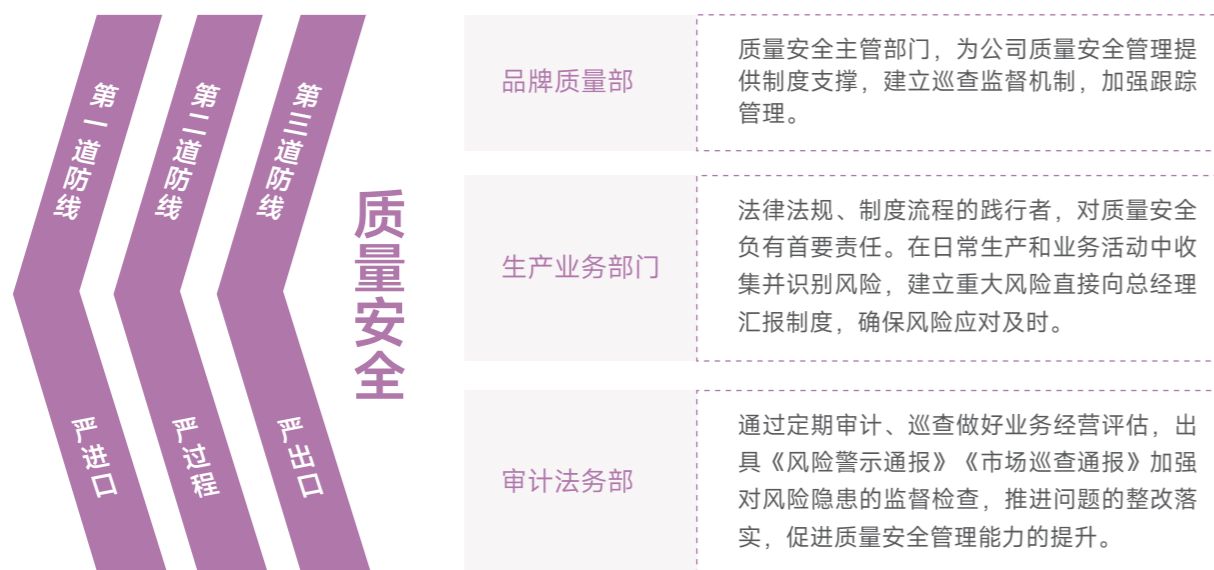 第一道防线
严进口
第二道防线
严过程
第三道防线
严出口
质量安全
品牌质量部
质量安全主管部门，为公司质量安全管理提
供制度支撑，建立巡查监督机制，加强跟踪
管理。
生产业务部门
法律法规、制度流程的践行者，对质量安全
负有首要责任。在日常生产和业务活动中收
集并识别风险，建立重大风险直接向总经理
汇报制度，确保风险应对及时。
审计法务部
通过定期审计、巡查做好业务经营评估，出
具《风险警示通报》《市场巡查通报》加强
对风险隐患的监督检查，推进问题的整改落
实，促进质量安全管理能力的提升。